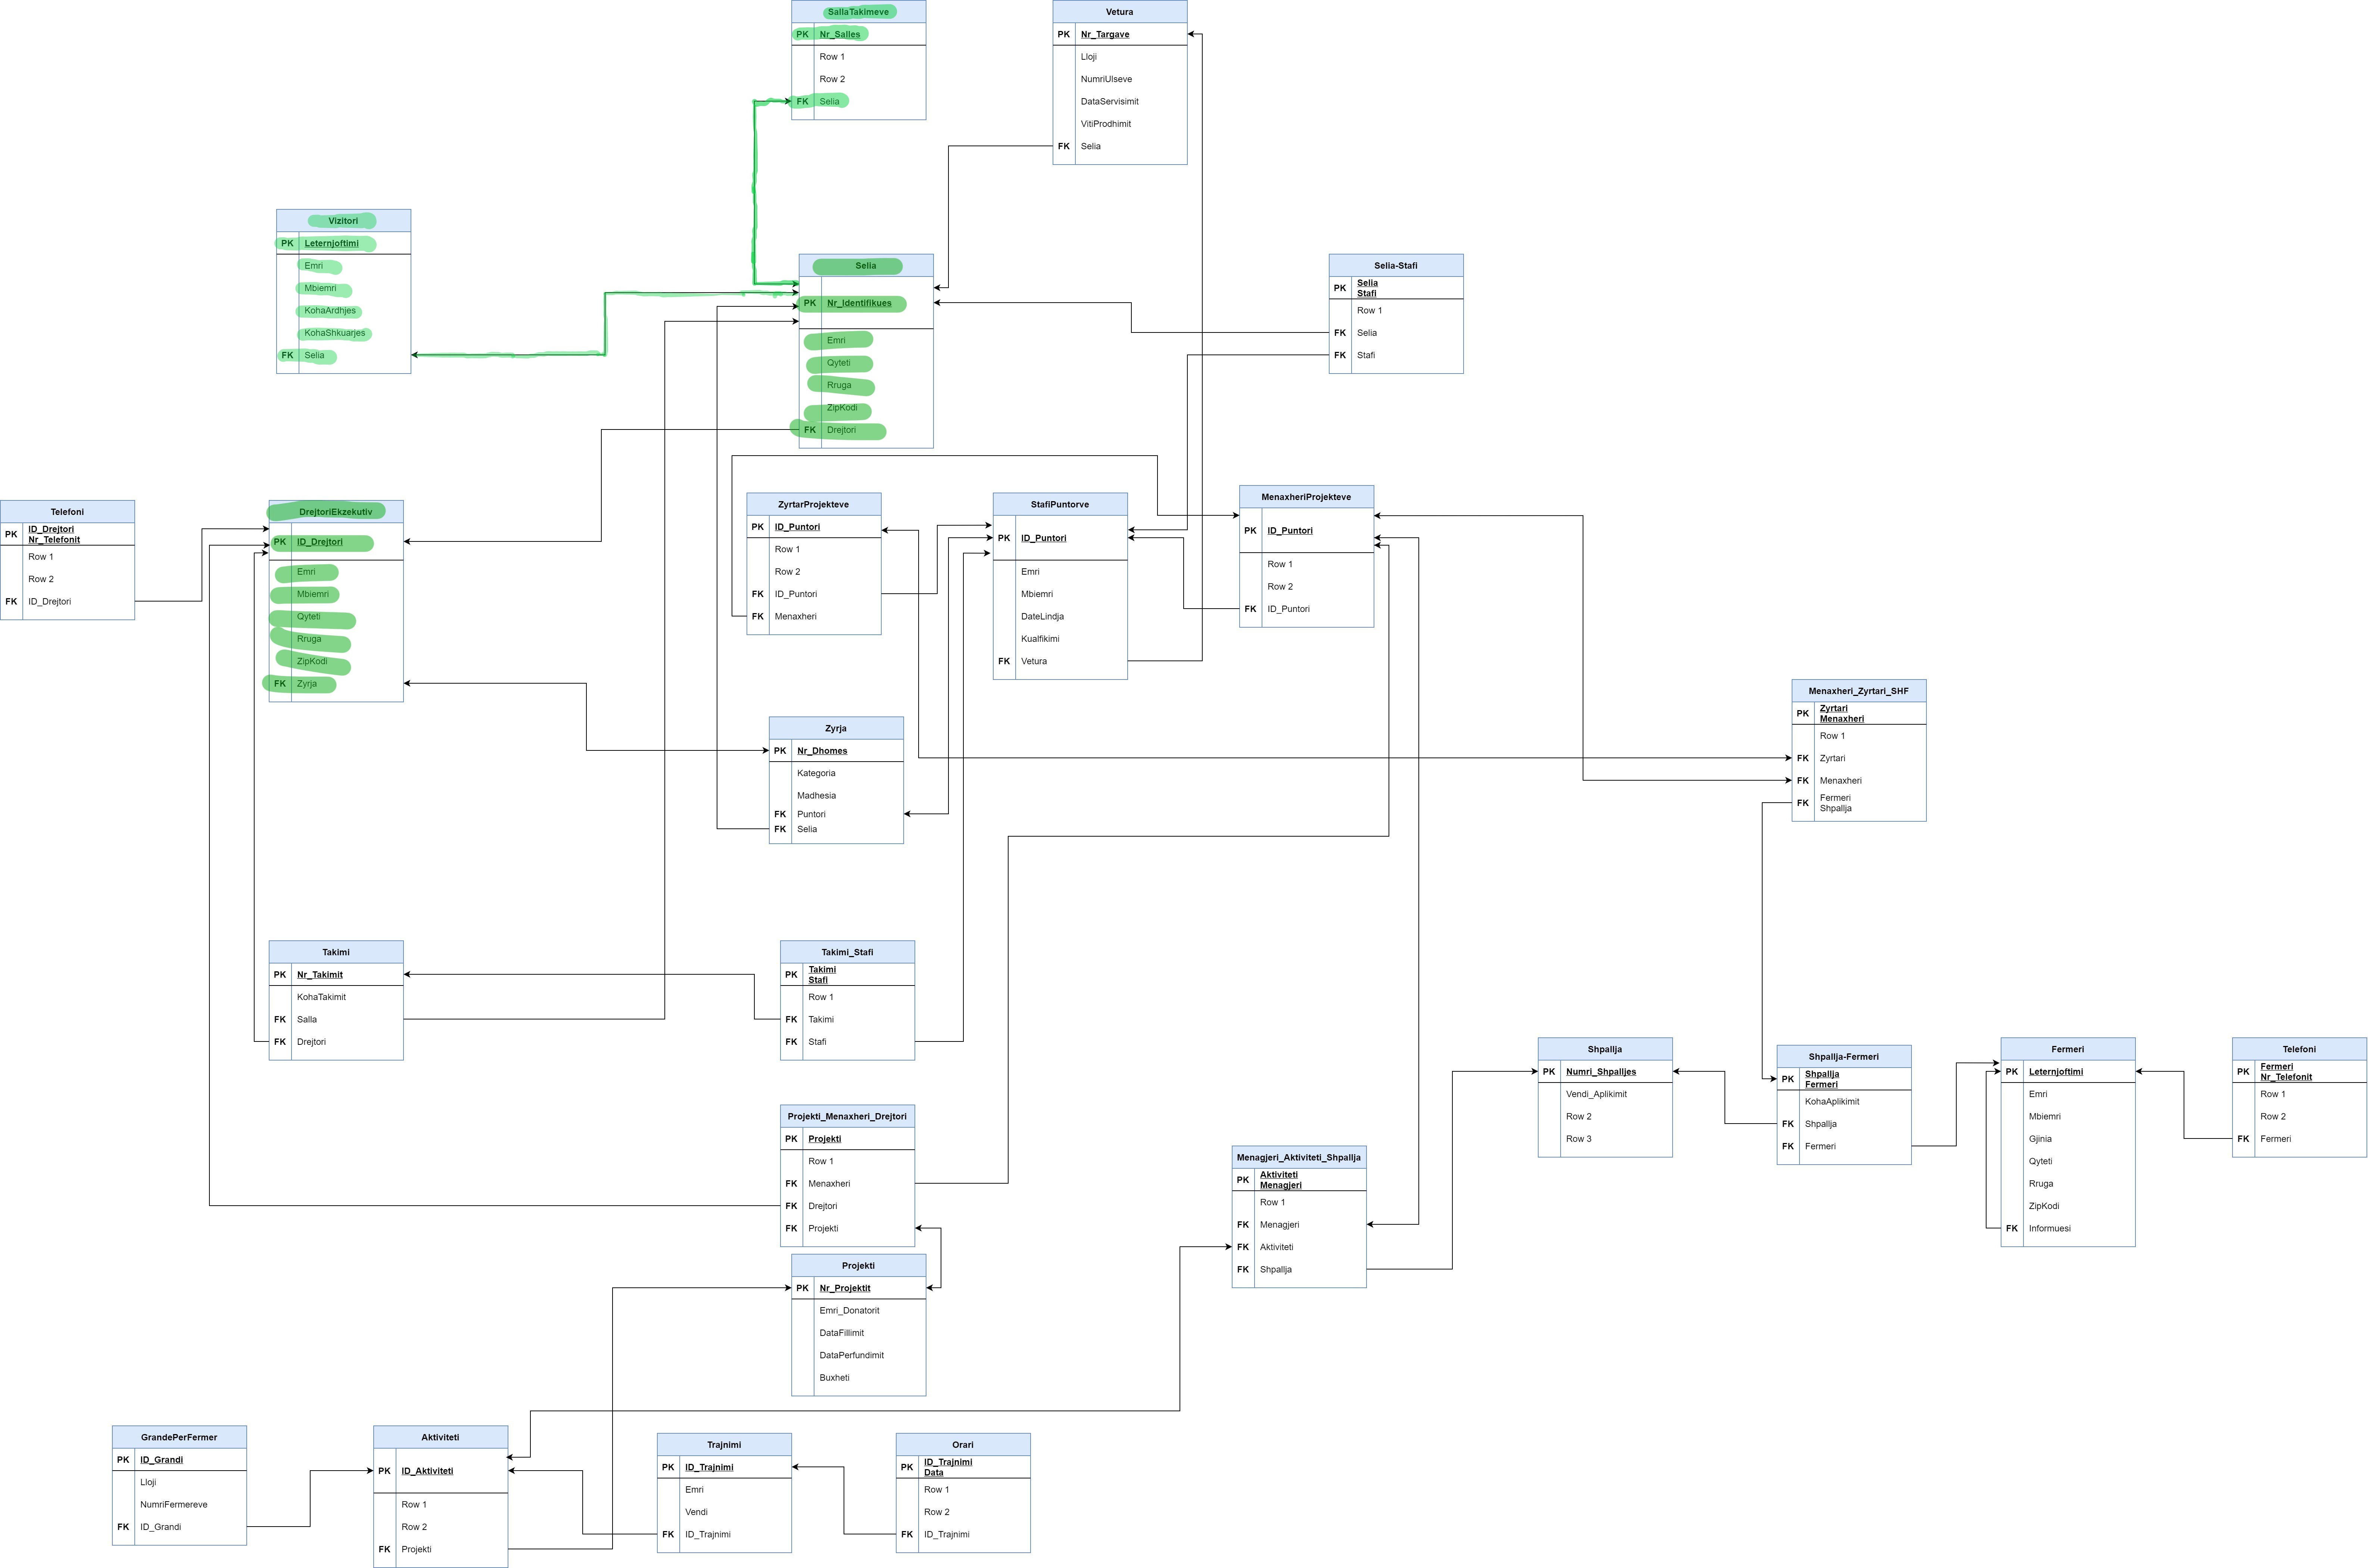 SallaTakimeve
PK Nr_Salles
Row 1
Row 2
FK Selia
Vetura
PK Nr_Targave
Lloji
NumriUlseve
DataServisimit
VitiProdhimit
FK Selia
Vizitori
PK Leternjoftimi
Emri
Mbiemri
KohaArdhjes
KohaShkuarjes
FK Selia
Selia
PK Nr_Identifikues
Emri
Qyteti
Rruga
ZipKodi
FK Drejtori
Selia-Stafi
PK Selia
Stafi
Row 1
FK Selia
FK Stafi
Telefoni
PK ID_Drejtori
Nr_Telefonit
Row 1
Row 2
FK ID_Drejtori
DrejtoriEkzekutiv
PK ID_Drejtori
Emri
Mbiemri
Qyteti
Rruga
ZipKodi
FK Zyrja
ZyrtarProjekteve
PK ID_Puntori
Row 1
Row 2
FK ID_Puntori
FK Menaxheri
StafiPuntorve
PK ID_Puntori
Emri
Mbiemri
DateLindja
Kualfikimi
FK Vetura
MenaxheriProjekteve
PK ID_Puntori
Row 1
Row 2
FK ID_Puntori
Menaxheri_Zyrtari_SHF
PK Zyrtari
Menaxheri
Row 1
FK Zyrtari
FK Menaxheri
FK Fermeri
Shpallja
Zyrja
PK Nr_Dhomes
Kategoria
Madhesia
FK Puntori
FK Selia
Takimi
PK Nr_Takimit
KohaTakimit
FK Salla
FK Drejtori
Takimi_Stafi
PK Takimi
Stafi
Row 1
FK Takimi
FK Stafi
Shpallja
PK Numri_Shpalljes
Vendi_Aplikimit
Row 2
Row 3
Shpallja-Fermeri
PK Shpallja
Fermeri
KohaAplikimit
FK Shpallja
FK Fermeri
Fermeri
PK Leternjoftimi
Emri
Mbiemri
Gjinia
Qyteti
Rruga
ZipKodi
FK Informuesi
Telefoni
PK Fermeri
Nr_Telefonit
Row 1
Row 2
FK Fermeri
Projekti_Menaxheri_Drejtori
PK Projekti
Row 1
FK Menaxheri
FK Drejtori
FK Projekti
Menagjeri_Aktiviteti_Shpallja
PK Aktiviteti
Menagjeri
Row 1
FK Menagjeri
FK Aktiviteti
FK Shpallja
Projekti
PK Nr_Projektit
Emri_Donatorit
DataFillimit
DataPerfundimit
Buxheti
GrandePerFermer
PK ID_Grandi
Lloji
NumriFermereve
FK ID_Grandi
Aktiviteti
PK ID_Aktiviteti
Row 1
Row 2
FK Projekti
Trajnimi
PK ID_Trajnimi
Emri
Vendi
FK ID_Trajnimi
Orari
PK ID_Trajnimi
Data
Row 1
Row 2
FK ID_Trajnimi